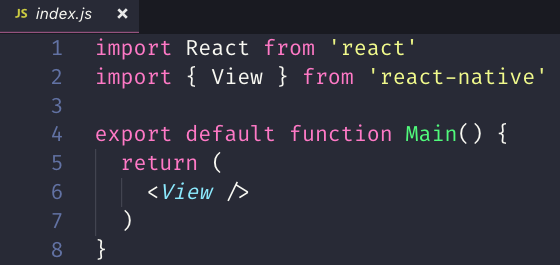 JS index.js ×
1 import React from 'react'
2 import { View } from 'react-native'
3
4 export default function Main() {
5   return (
6     <View />
7   )
8 }